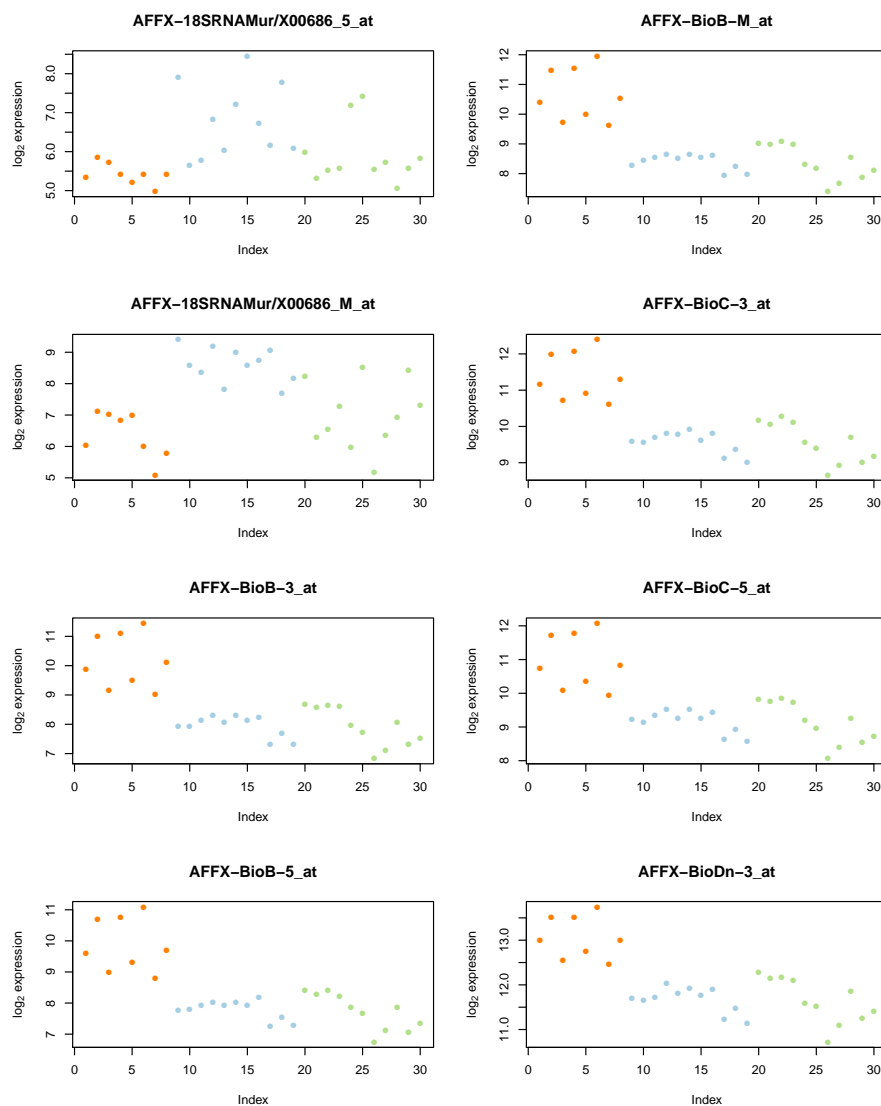 AFFX-18SRNAMur/X00686_5_at
log2 expression
5.0 6.0 7.0 8.0
0 5 10 15 20 25 30
Index
AFFX-BioB-M_at
log2 expression
8 9 10 11 12
0 5 10 15 20 25 30
Index
AFFX-18SRNAMur/X00686_M_at
log2 expression
5 6 7 8 9
0 5 10 15 20 25 30
Index
AFFX-BioC-3_at
log2 expression
9 10 11 12
0 5 10 15 20 25 30
Index
AFFX-BioB-3_at
log2 expression
7 8 9 10 11
0 5 10 15 20 25 30
Index
AFFX-BioC-5_at
log2 expression
8 9 10 11 12
0 5 10 15 20 25 30
Index
AFFX-BioB-5_at
log2 expression
7 8 9 10 11
0 5 10 15 20 25 30
Index
AFFX-BioDn-3_at
log2 expression
11.0 12.0 13.0
0 5 10 15 20 25 30
Index